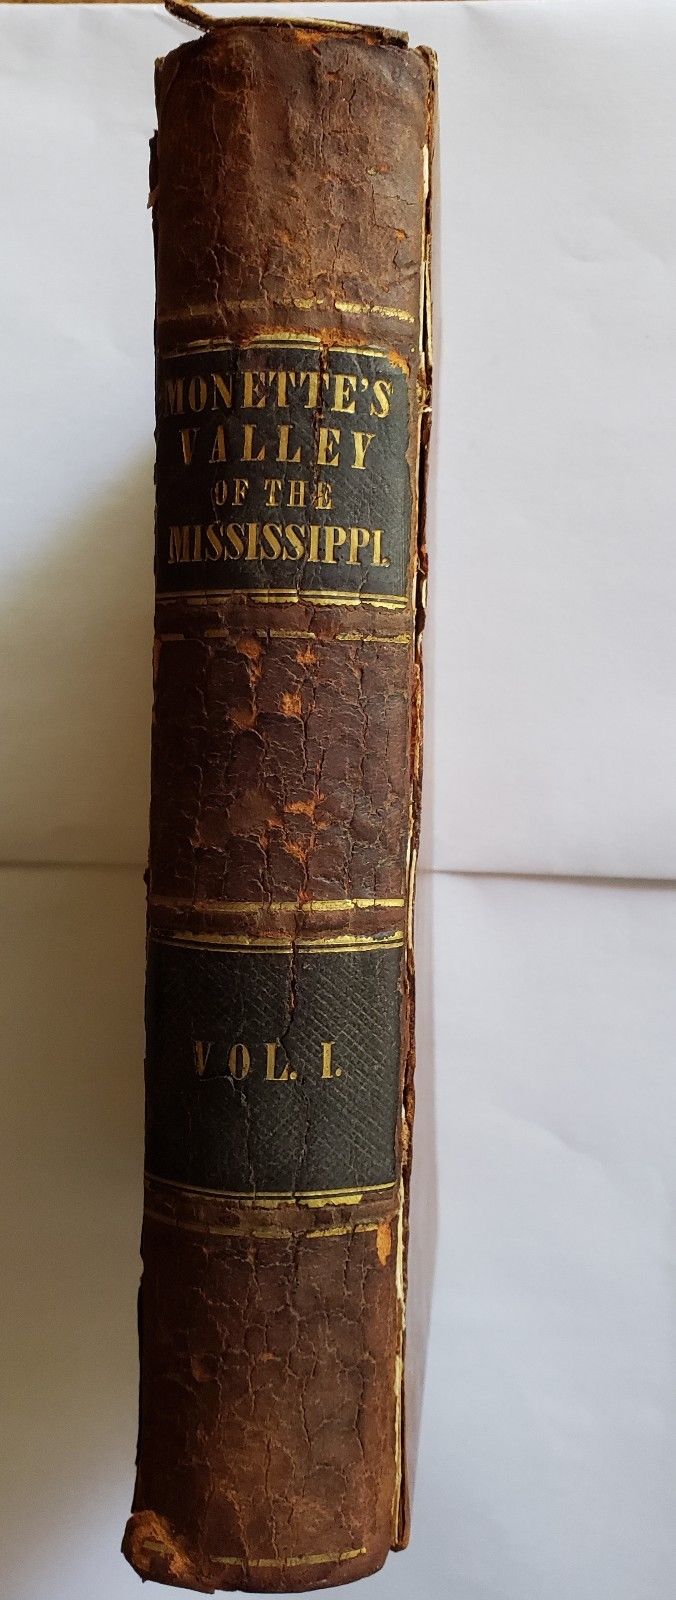 MONETTE'S
VALLEY
OF THE
MISSISSIPPI.
VOL. I.